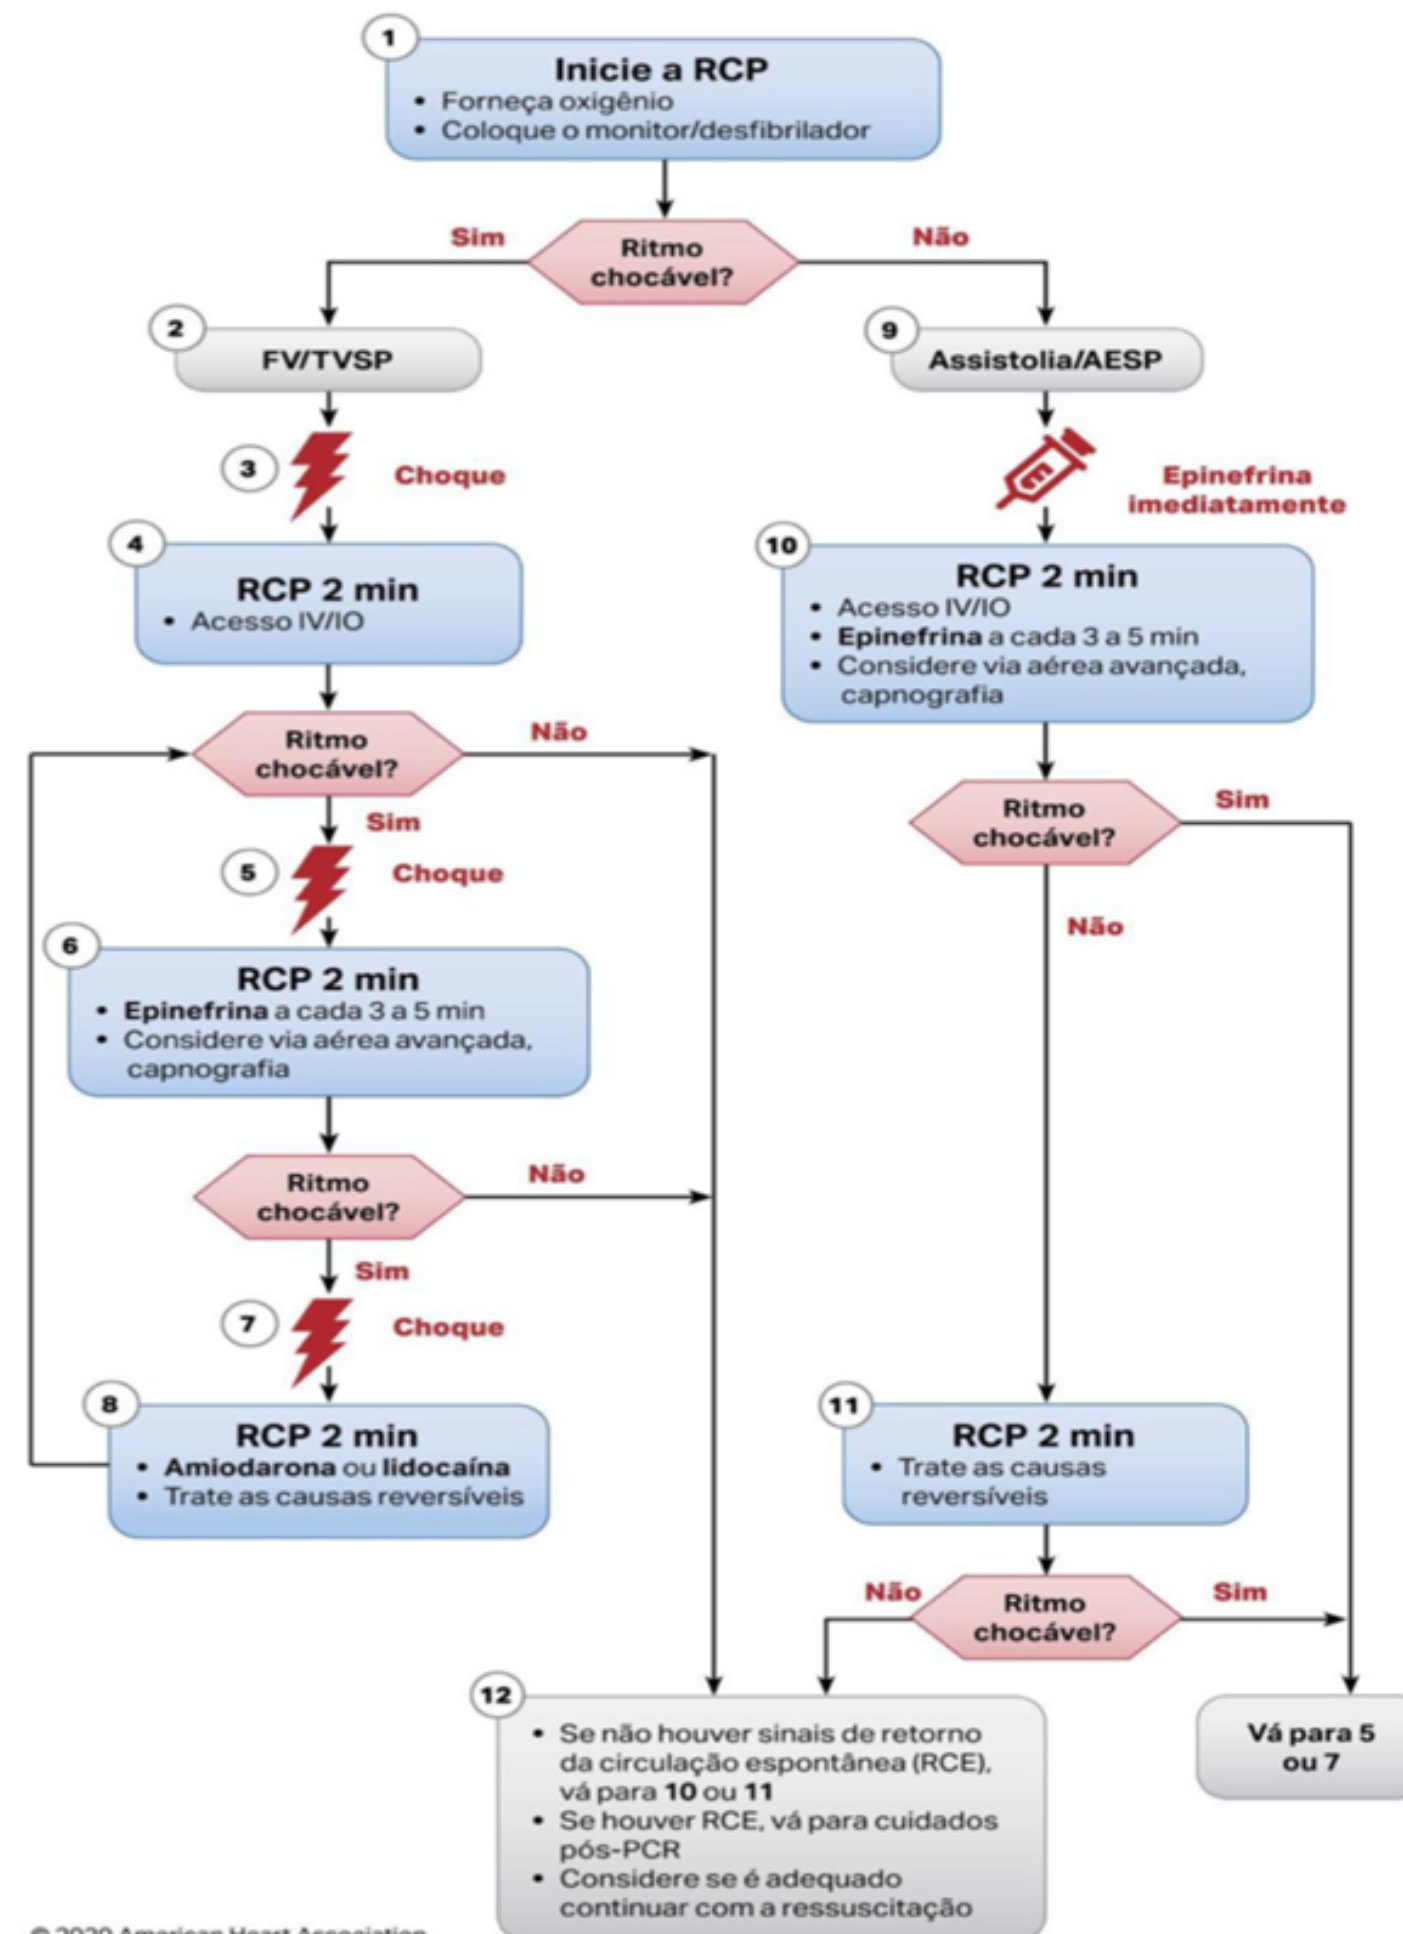 1
Inicie a RCP
• Forneça oxigênio
• Coloque o monitor/desfibrilador
Ritmo
chocável?
Sim
Não
2
FV/TVSP
3
Choque
4
RCP 2 min
• Acesso IV/IO
Ritmo
chocável?
Não
Sim
5
Choque
6
RCP 2 min
• Epinefrina a cada 3 a 5 min
• Considere via aérea avançada,
capnografia
Ritmo
chocável?
Não
Sim
7
Choque
8
RCP 2 min
• Amiodarona ou lidocaína
• Trate as causas reversíveis
9
Assistolia/AESP
Epinefrina
imediatamente
10
RCP 2 min
• Acesso IV/IO
• Epinefrina a cada 3 a 5 min
• Considere via aérea avançada,
capnografia
Ritmo
chocável?
Sim
Não
11
RCP 2 min
• Trate as causas
reversíveis
Ritmo
chocável?
Não
Sim
12
• Se não houver sinais de retorno
da circulação espontânea (RCE),
vá para 10 ou 11
• Se houver RCE, vá para cuidados
pós-PCR
• Considere se é adequado
continuar com a ressuscitação
Vá para 5
ou 7
© 2020 American Heart Association